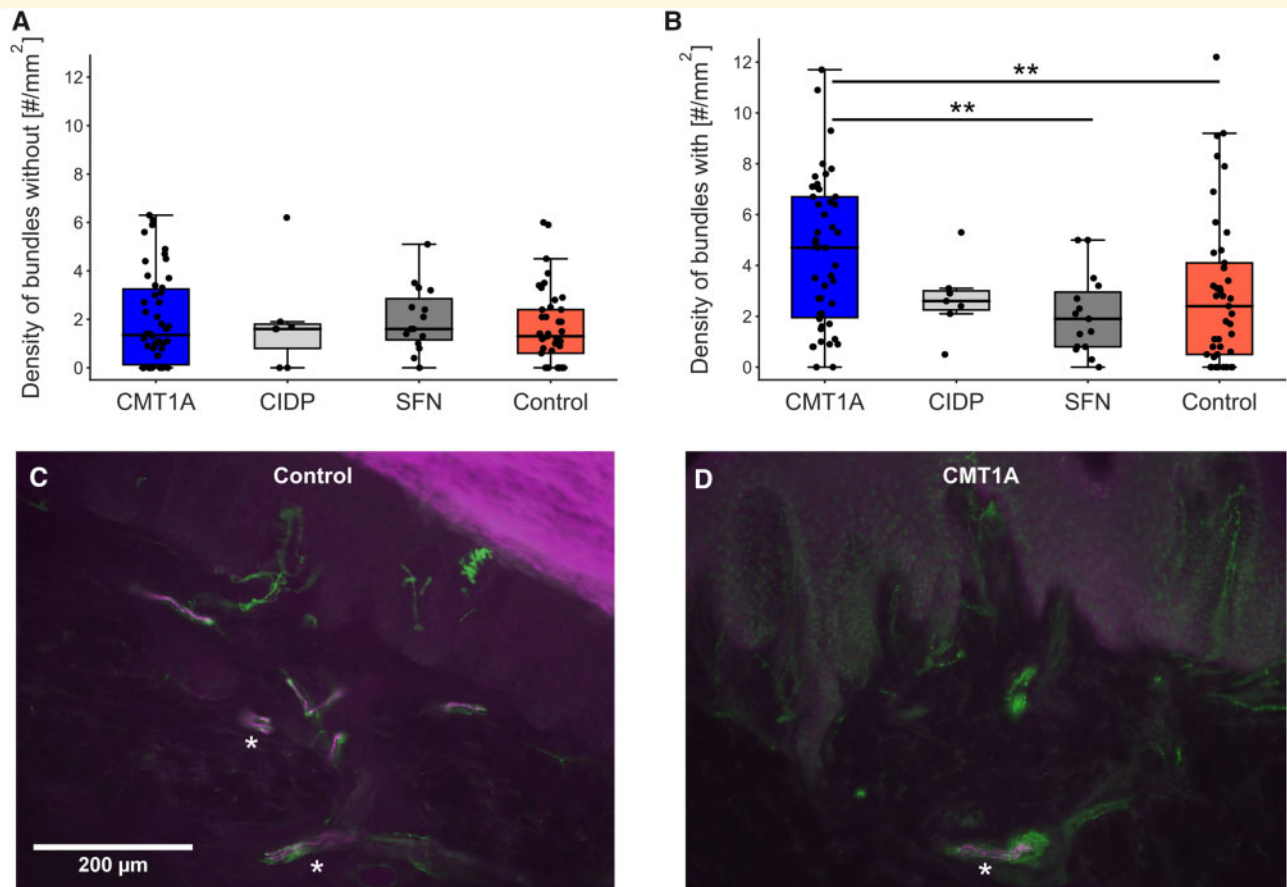 A
Density of bundles without [#/mm²]
12
10
8
6
4
2
0
CMT1A CIDP SFN Control
B
Density of bundles with [#/mm²]
12
10
8
6
4
2
0
**
**
CMT1A CIDP SFN Control
C
Control
*
*
200 µm
D
CMT1A
*